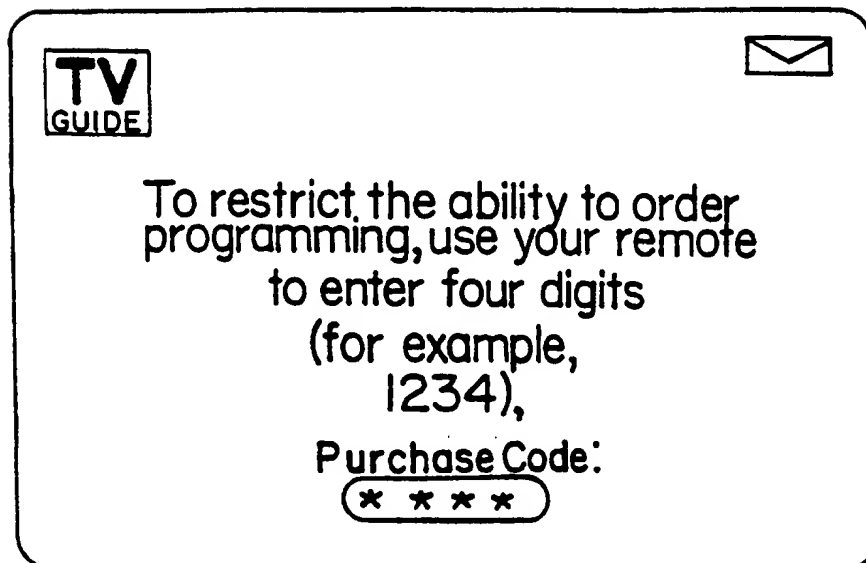 TV
GUIDE
To restrict the ability to order
programming, use your remote
to enter four digits
(for example,
1234),
Purchase Code:
* * * *